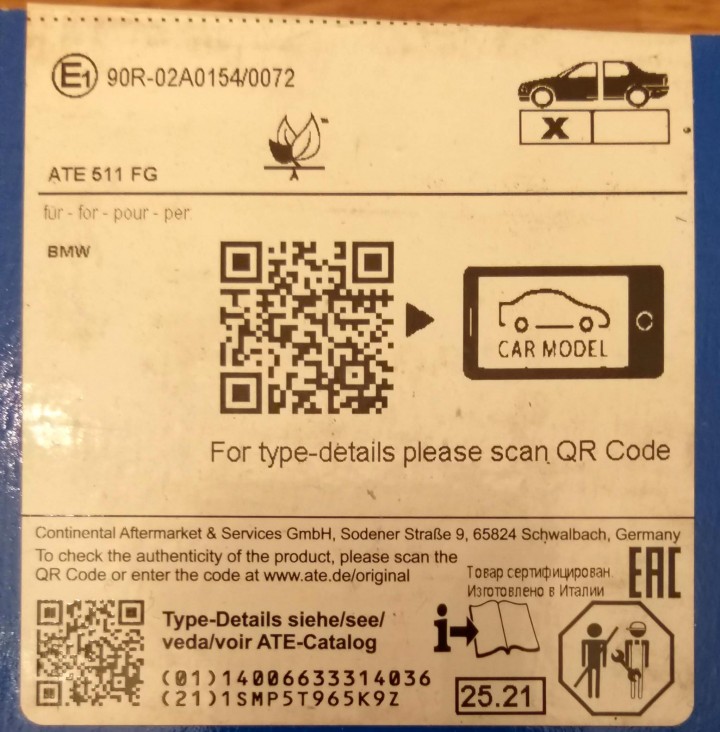 E1 90R-02A0154/0072
X
ATE 511 FG
für - for - pour - per
BMW
CAR MODEL
For type-details please scan QR Code
Continental Aftermarket & Services GmbH, Sodener Straße 9, 65824 Schwalbach, Germany
To check the authenticity of the product, please scan the
QR Code or enter the code at www.ate.de/original
Товар сертифицирован
Изготовлено в Италии
EAC
Type-Details siehe/see/
veda/voir ATE-Catalog
i
(01)14006633314036
(21)1SMP5T965K9Z
25.21